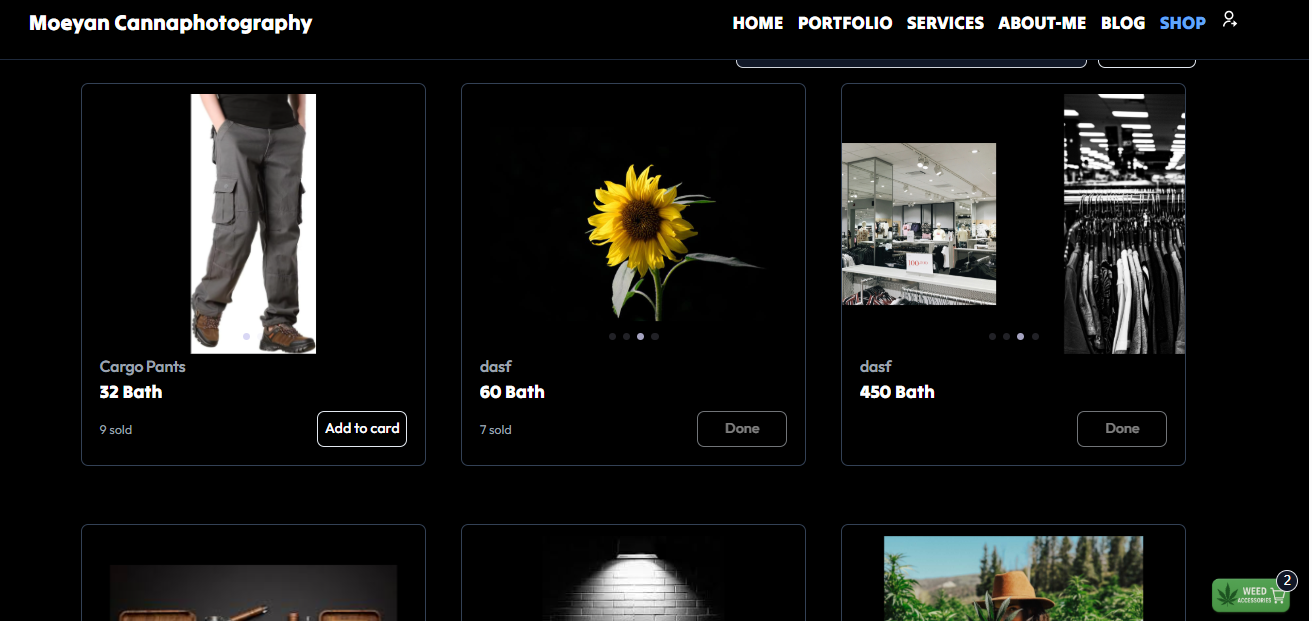 Moeyan Cannaphotography
HOME PORTFOLIO SERVICES ABOUT-ME BLOG SHOP
Cargo Pants
32 Bath
9 sold
Add to card
dasf
60 Bath
7 sold
Done
dasf
450 Bath
Done
2
WEED
ACCESSORIES